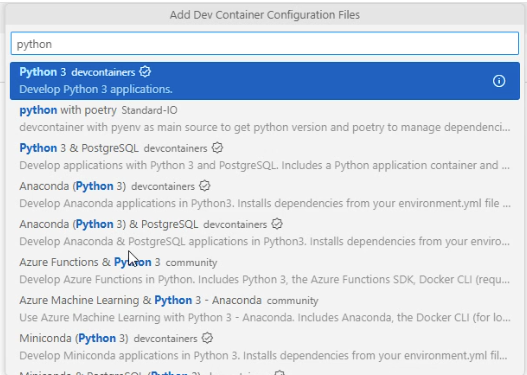 Add Dev Container Configuration Files
python
Python 3 devcontainers
Develop Python 3 applications.
python with poetry Standard-IO
devcontainer with pyenv as main source to get python version and poetry to manage dependenci...
Python 3 & PostgreSQL devcontainers
Develop applications with Python 3 and PostgreSQL. Includes a Python application container and ...
Anaconda (Python 3) devcontainers
Develop Anaconda applications in Python3. Installs dependencies from your environment.yml file ...
Anaconda (Python 3) & PostgreSQL devcontainers
Develop Anaconda & PostgreSQL applications in Python3. Installs dependencies from your enviro...
Azure Functions & Python 3 community
Develop Azure Functions in Python. Includes Python 3, the Azure Functions SDK, Docker CLI (requ...
Azure Machine Learning & Python 3 - Anaconda community
Use Azure Machine Learning with Python 3 - Anaconda. Includes Anaconda, the Docker CLI (for lo...
Miniconda (Python 3) devcontainers
Develop Miniconda applications in Python 3. Installs dependencies from your environment.yml fil...
Miniconda & PostgreSQL (Python 3) devcontainers